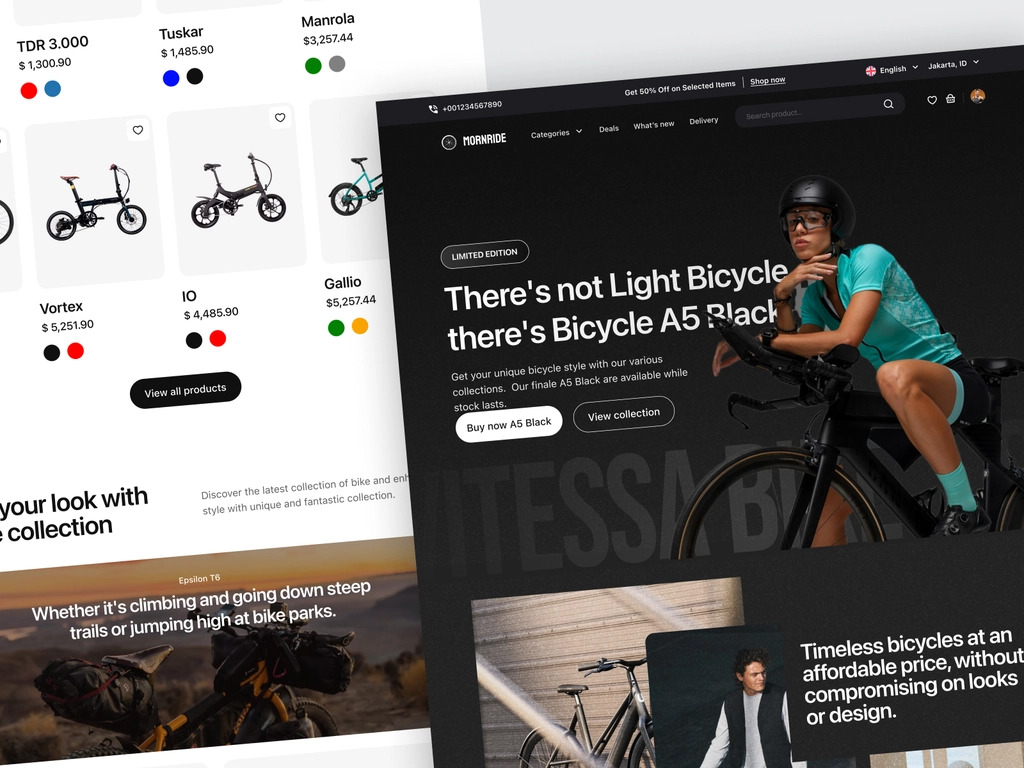 TDR 3.000
$ 1,300.90
Tuskar
$ 1,485.90
Manrola
$3,257.44
Vortex
$ 5,251.90
IO
$ 4,485.90
Gallio
$5,257.44
View all products
your look with
collection
Discover the latest collection of bike and enh
style with unique and fantastic collection.
Epsilon T6
Whether it's climbing and going down steep
trails or jumping high at bike parks.
+001234567890
Get 50% Off on Selected Items
Shop now
English
Jakarta, ID
MORNRIDE
Categories
Deals
What's new
Delivery
Search product...
LIMITED EDITION
There's not Light Bicycle,
there's Bicycle A5 Black
Get your unique bicycle style with our various
collections. Our finale A5 Black are available while
stock lasts.
Buy now A5 Black
View collection
VITESSA
Timeless bicycles at an
affordable price, without
compromising on looks
or design.